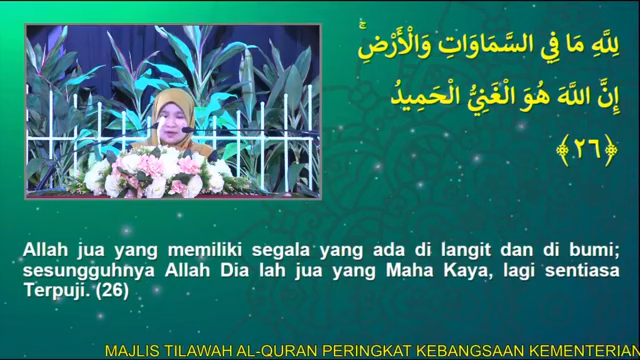 لِلَّهِ مَا فِي السَّمَاوَاتِ وَالْأَرْضِ ۚ
إِنَّ اللَّهَ هُوَ الْغَنِيُّ الْحَمِيدُ
﴿٢٦﴾
Allah jua yang memiliki segala yang ada di langit dan di bumi;
sesungguhnya Allah Dia lah jua yang Maha Kaya, lagi sentiasa
Terpuji. (26)
MAJLIS TILAWAH AL-QURAN PERINGKAT KEBANGSAAN KEMENTERIAN